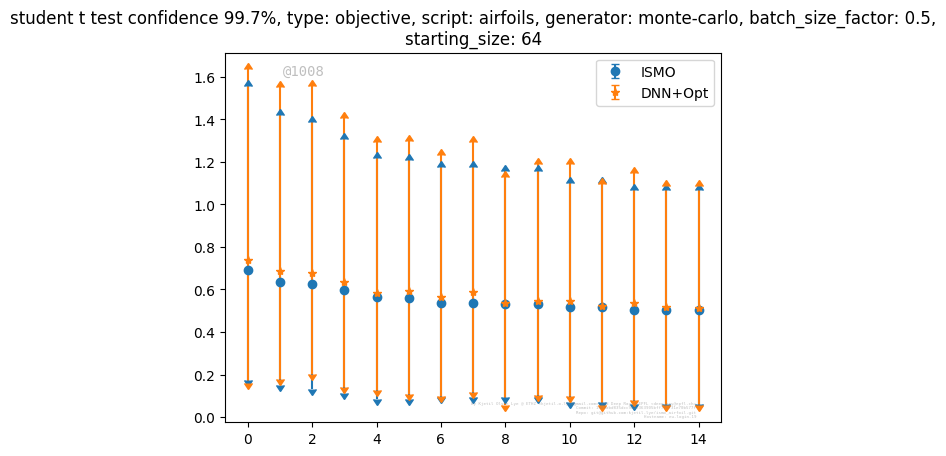 student t test confidence 99.7%, type: objective, script: airfoils, generator: monte-carlo, batch_size_factor: 0.5,
starting_size: 64
@1008
ISMO
DNN+Opt
1.6
1.4
1.2
1.0
0.8
0.6
0.4
0.2
0.0
0 2 4 6 8 10 12 14